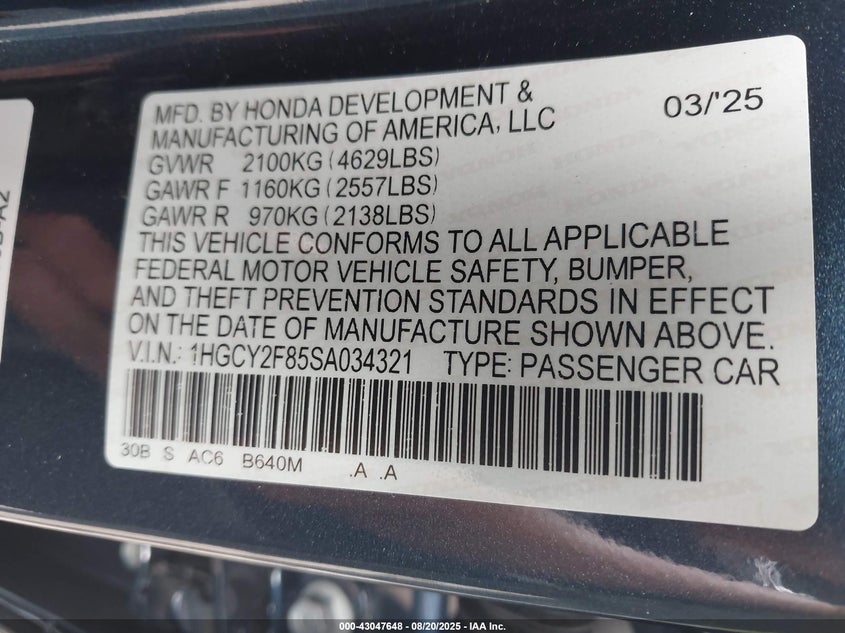 MFD. BY HONDA DEVELOPMENT &
MANUFACTURING OF AMERICA, LLC
03/'25
GVWR 2100KG (4629LBS)
GAWR F 1160KG (2557LBS)
GAWR R 970KG (2138LBS)
THIS VEHICLE CONFORMS TO ALL APPLICABLE
FEDERAL MOTOR VEHICLE SAFETY, BUMPER,
AND THEFT PREVENTION STANDARDS IN EFFECT
ON THE DATE OF MANUFACTURE SHOWN ABOVE.
V.I.N.: 1HGCY2F85SA034321 TYPE: PASSENGER CAR
30B S AC6 B640M .A .A
000-43047648 - 08/20/2025 - IAA Inc.